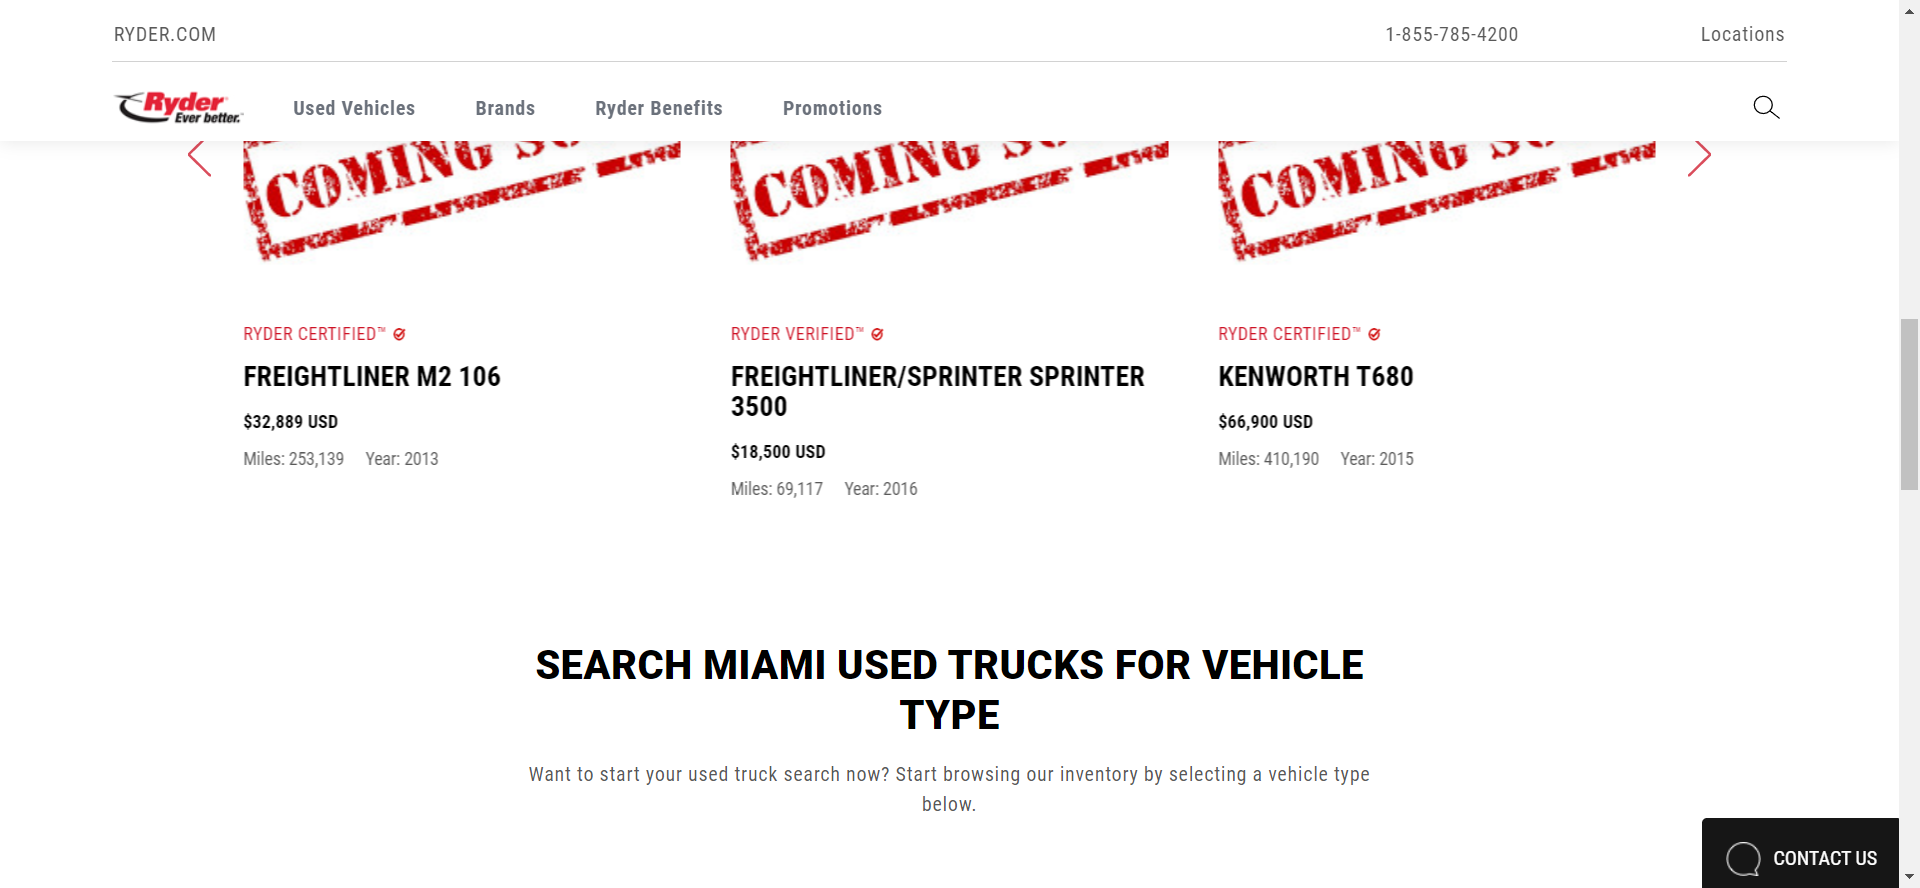 RYDER.COM
1-855-785-4200
Locations
Ryder
Ever better.
Used Vehicles
Brands
Ryder Benefits
Promotions
COMING
COMING
COMING
RYDER CERTIFIED™
FREIGHTLINER M2 106
$32,889 USD
Miles: 253,139 Year: 2013
RYDER VERIFIED™
FREIGHTLINER/SPRINTER SPRINTER
3500
$18,500 USD
Miles: 69,117 Year: 2016
RYDER CERTIFIED™
KENWORTH T680
$66,900 USD
Miles: 410,190 Year: 2015
SEARCH MIAMI USED TRUCKS FOR VEHICLE
TYPE
Want to start your used truck search now? Start browsing our inventory by selecting a vehicle type
below.
CONTACT US